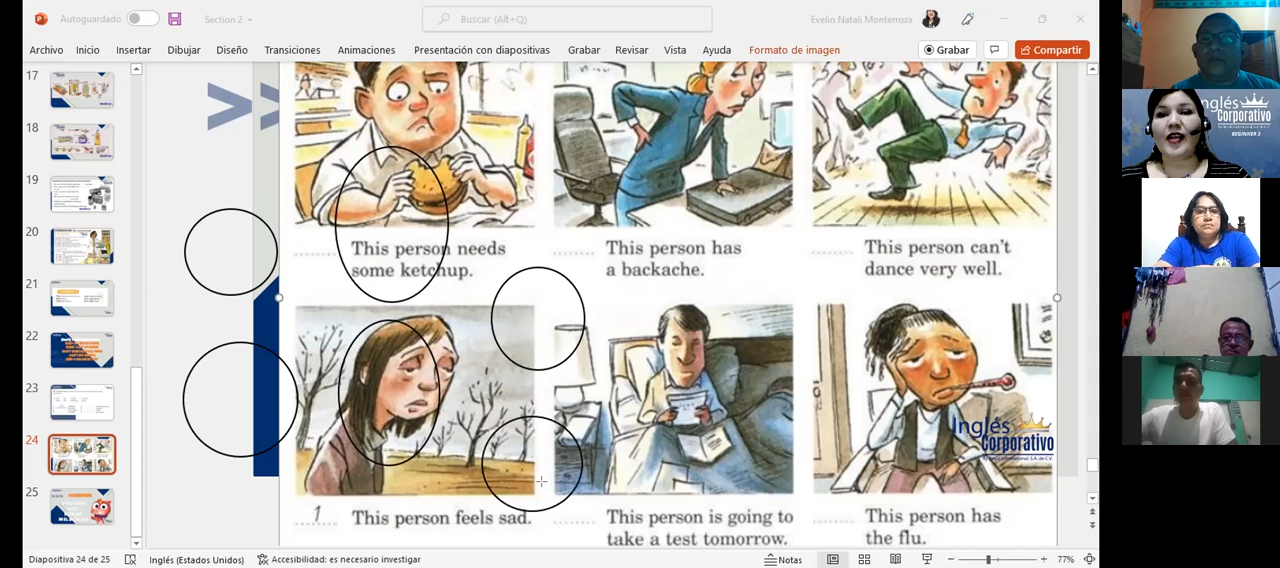 Autoguardado
Section 2
Buscar (Alt+Q)
Evelin Natali Monterroza
Archivo Inicio Insertar Dibujar Diseño Transiciones Animaciones Presentación con diapositivas Grabar Revisar Vista Ayuda Formato de imagen
Grabar
Compartir
17
18
19
20
21
22
23
24
25
This person needs
some ketchup.
This person has
a backache.
This person can't
dance very well.
1 This person feels sad.
This person is going to
take a test tomorrow.
This person has
the flu.
Inglés
Corporativo
Inglés
Corporativo
BEGINNER 3
Diapositiva 24 de 25
Inglés (Estados Unidos)
Accesibilidad: es necesario investigar
Notas
77%